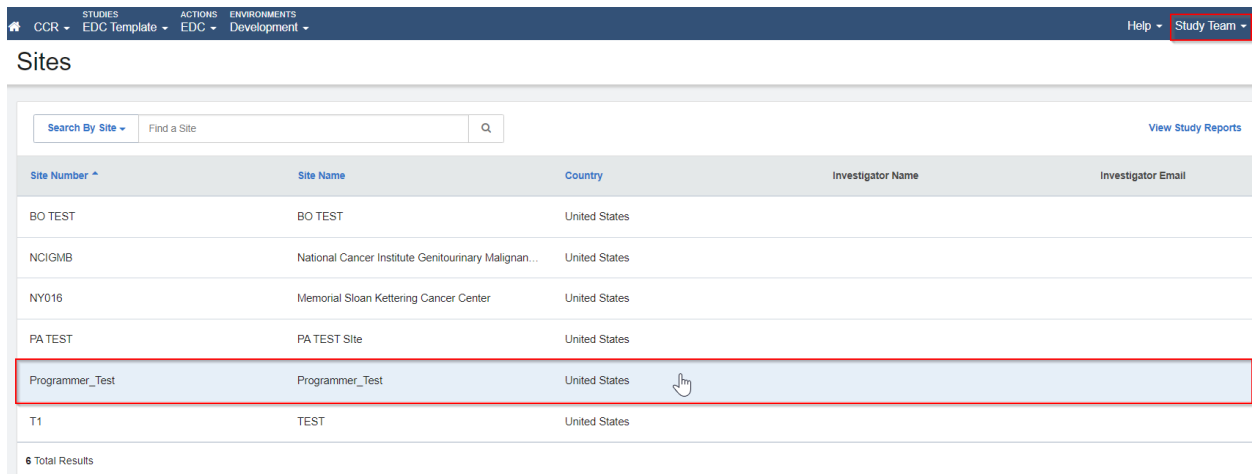 STUDIES ACTIONS ENVIRONMENTS
CCR EDC Template EDC Development Help Study Team
Sites
Search By Site Find a Site View Study Reports
Site Number Site Name Country Investigator Name Investigator Email
BO TEST BO TEST United States
NCIGMB National Cancer Institute Genitourinary Malignan... United States
NY016 Memorial Sloan Kettering Cancer Center United States
PA TEST PA TEST SIte United States
Programmer_Test Programmer_Test United States
T1 TEST United States
6 Total Results